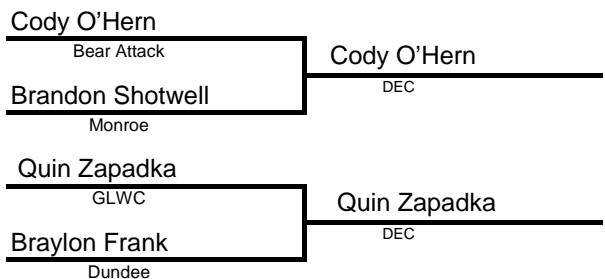 Cody O’Hern
Bear Attack
Cody O’Hern
DEC
Brandon Shotwell
Monroe
Quin Zapadka
GLWC
Quin Zapadka
DEC
Braylon Frank
Dundee